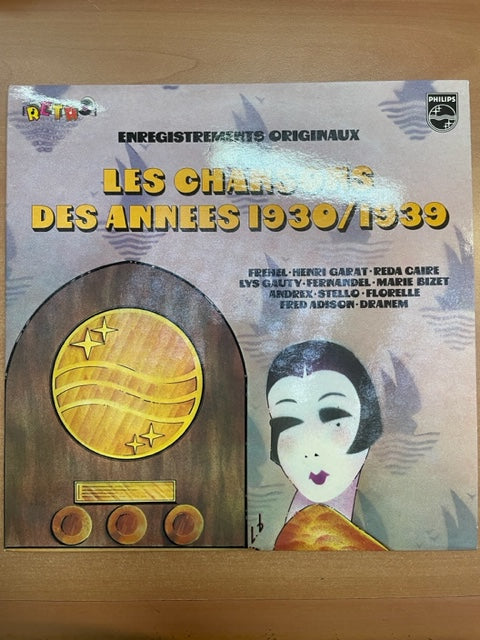 RETRO
PHILIPS
ENREGISTREMENTS ORIGINAUX
LES CHANSONS
DES ANNEES 1930/1939
FREHEL · HENRI GARAT · REDA CAIRE
LYS GAUTY · FERNANDEL · MARIE BIZET
ANDREX · STELLO · FLORELLE
FRED ADISON · DRANEM
L.D